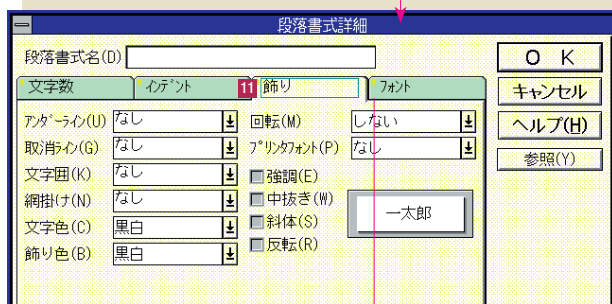 段落書式詳細
段落書式名(D)
文字数 インデント 11 飾り フォント
アンダーライン(U) なし 回転(M) しない
取消ライン(G) なし プリンタフォント(P) なし
文字囲(K) なし 強調(E)
網掛け(N) なし 中抜き(W)
文字色(C) 黒白 斜体(S)
飾り色(B) 黒白 反転(R)
一太郎
OK
キャンセル
ヘルプ(H)
参照(Y)